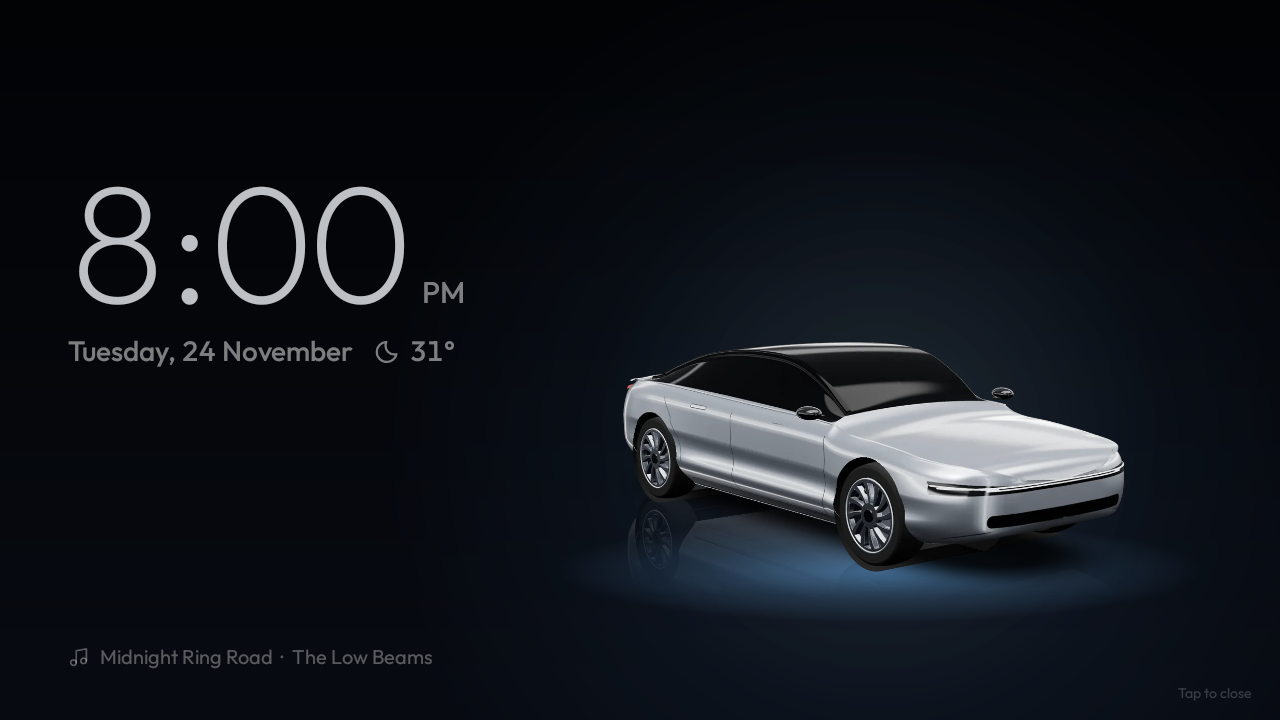 8:00 PM
Tuesday, 24 November 31°
Midnight Ring Road · The Low Beams
Tap to close